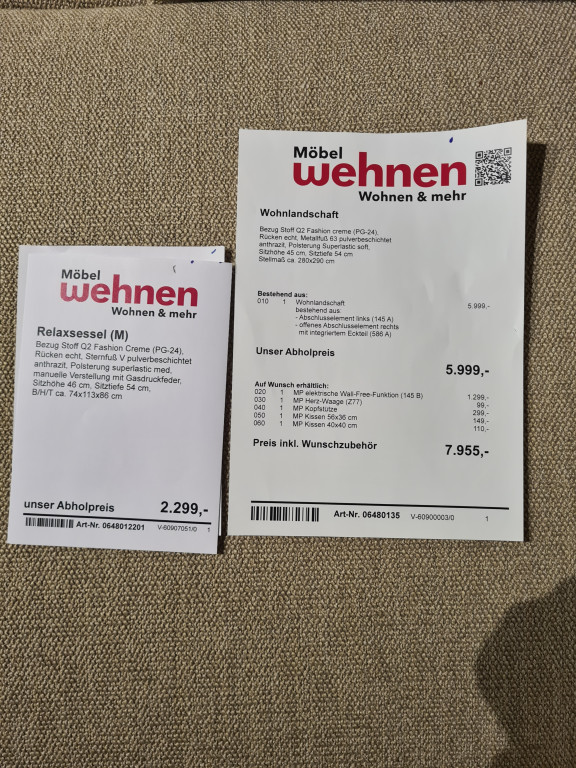 Möbel
wehnen
Wohnen & mehr
Relaxsessel (M)
Bezug Stoff Q2 Fashion Creme (PG-24),
Rücken echt, Sternfuß V pulverbeschichtet
anthrazit, Polsterung superlastic med,
manuelle Verstellung mit Gasdruckfeder,
Sitzhöhe 46 cm, Sitztiefe 54 cm,
B/H/T ca. 74x113x86 cm
unser Abholpreis 2.299,-
Art-Nr. 0648012201 V-60907051/0 1
Möbel
wehnen
Wohnen & mehr
Wohnlandschaft
Bezug Stoff Q2 Fashion creme (PG-24),
Rücken echt, Metallfuß 63 pulverbeschichtet
anthrazit, Polsterung Superlastic soft,
Sitzhöhe 45 cm, Sitztiefe 54 cm
Stellmaß ca. 280x290 cm
Bestehend aus:
010 1 Wohnlandschaft 5.999,-
bestehend aus:
- Abschlusselement links (145 A)
- offenes Abschlusselement rechts
mit integriertem Eckteil (586 A)
Unser Abholpreis 5.999,-
Auf Wunsch erhältlich:
020 1 MP elektrische Wall-Free-Funktion (145 B) 1.299,-
030 1 MP Herz-Waage (Z77) 99,-
040 1 MP Kopfstütze 299,-
050 1 MP Kissen 56x36 cm 149,-
060 1 MP Kissen 40x40 cm 110,-
Preis inkl. Wunschzubehör 7.955,-
Art-Nr. 06480135 V-60900003/0 1